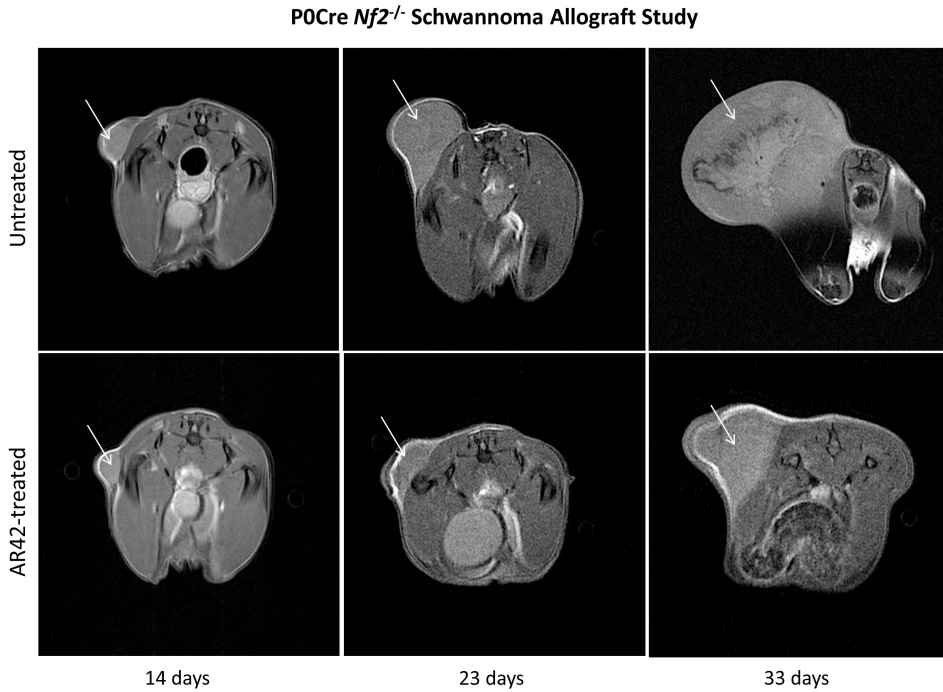 P0Cre Nf2-/- Schwannoma Allograft Study
Untreated
AR42-treated
14 days
23 days
33 days